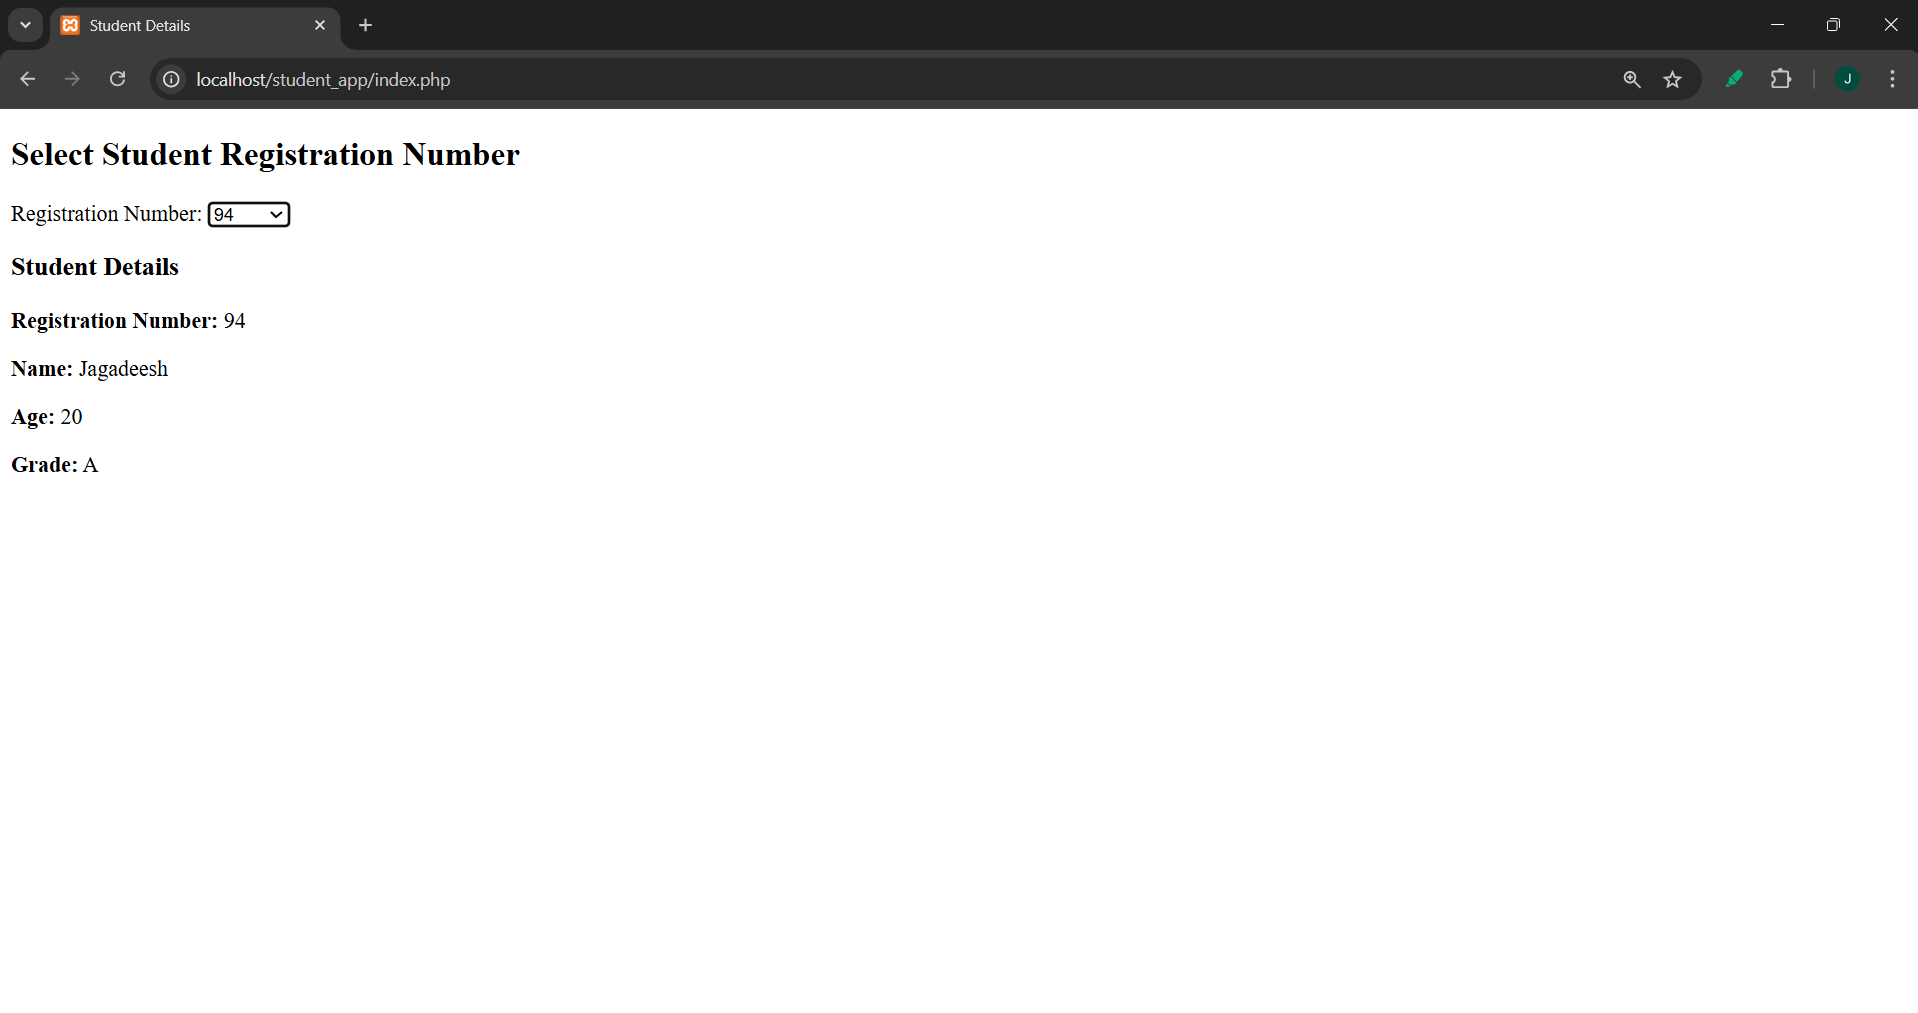 Student Details
localhost/student_app/index.php
J
Select Student Registration Number
Registration Number: 94
Student Details
Registration Number: 94
Name: Jagadeesh
Age: 20
Grade: A